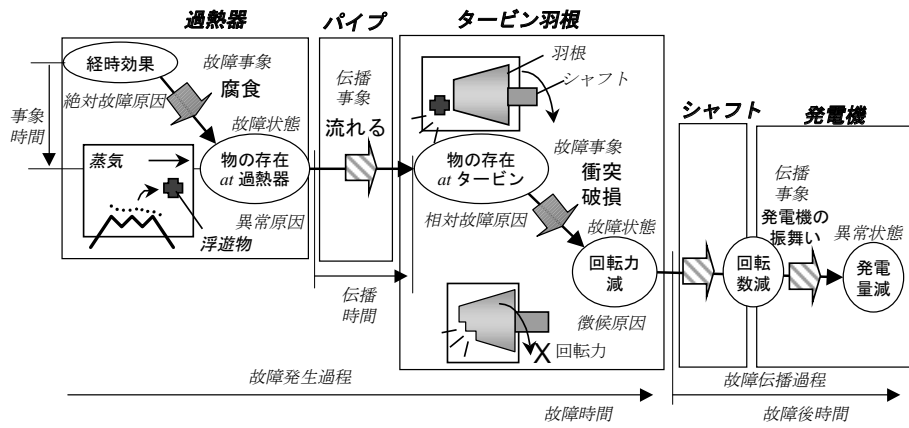 過熱器
パイプ
タービン羽根
シャフト
発電機
経時効果
絶対故障原因
故障事象
腐食
故障状態
事象
時間
蒸気
物の存在
at 過熱器
異常原因
浮遊物
伝播
事象
流れる
伝播
時間
羽根
シャフト
物の存在
at タービン
相対故障原因
故障事象
衝突
破損
故障状態
回転力
減
徴候原因
X 回転力
回転
数減
伝播
事象
発電機の
振舞い
異常状態
発電
量減
故障発生過程
故障時間
故障伝播過程
故障後時間